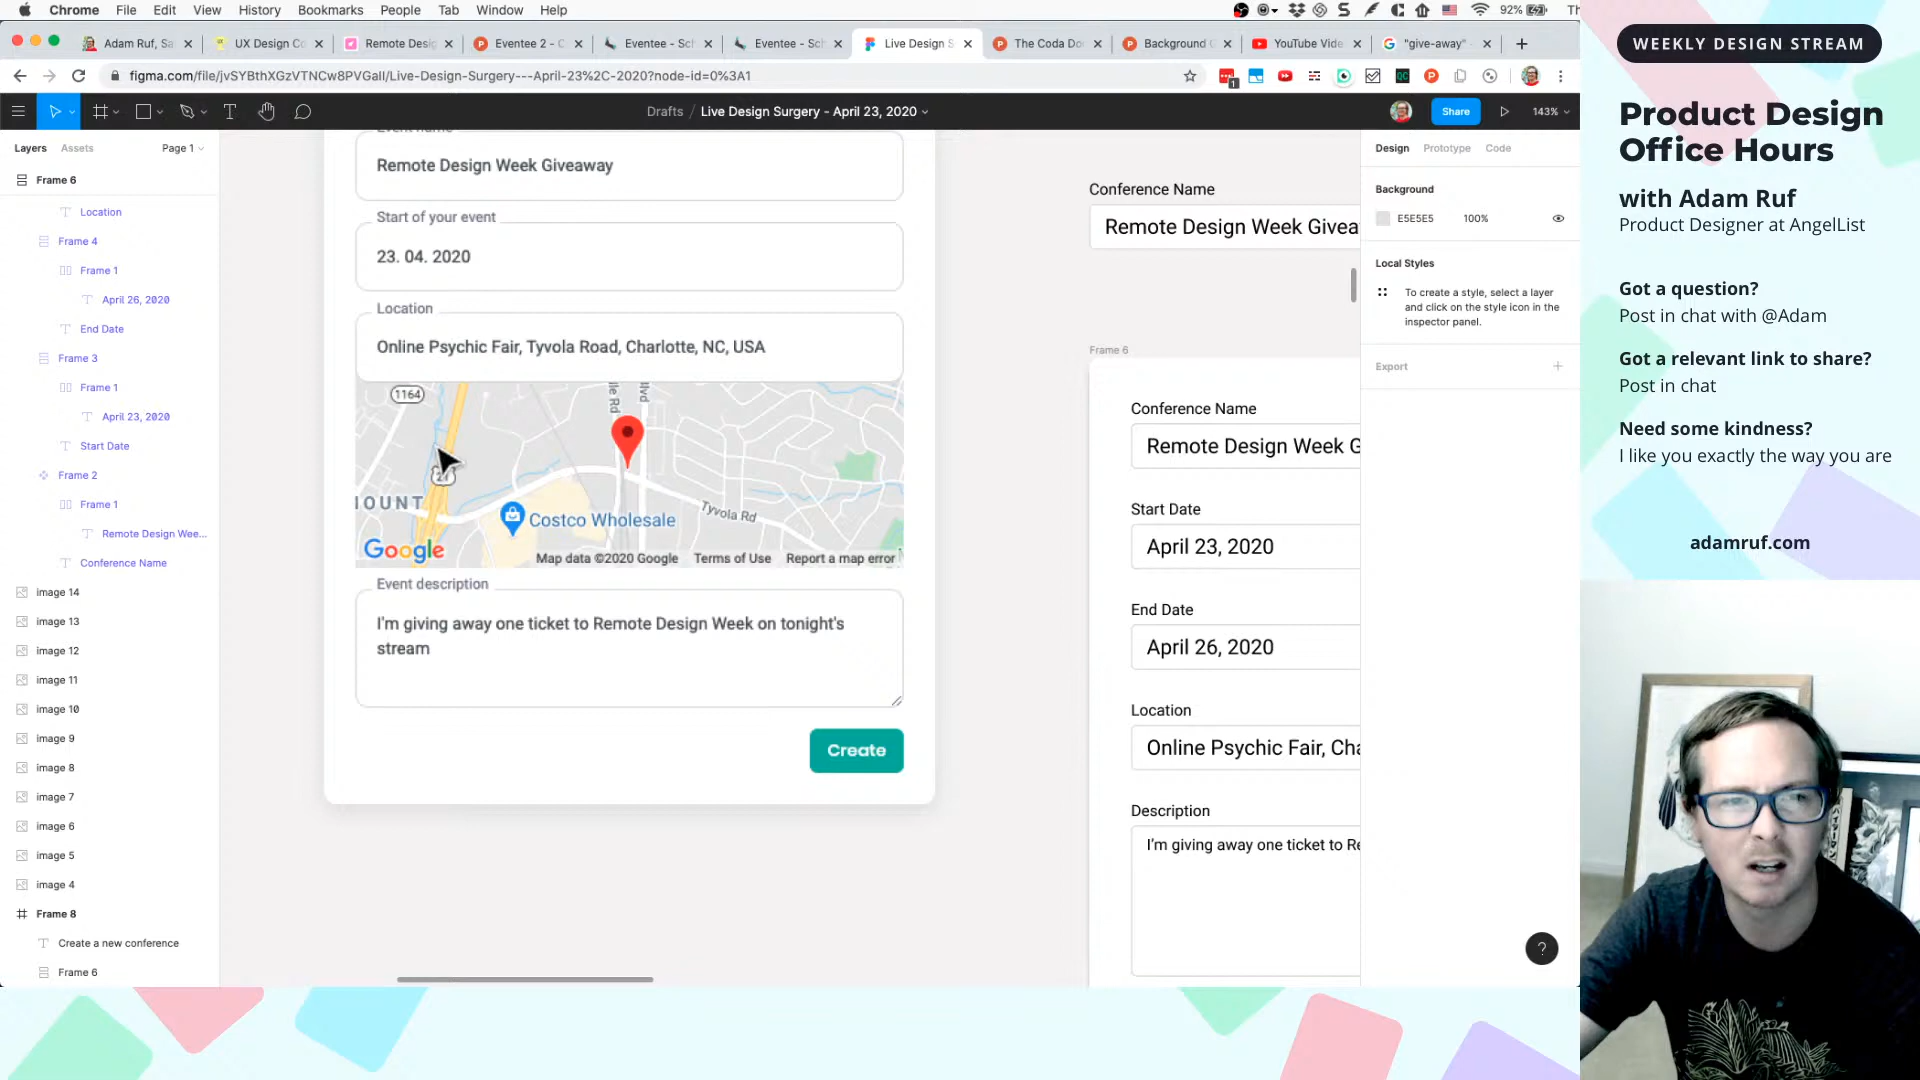 Chrome File Edit View History Bookmarks People Tab Window Help
92%
Adam Ruf, Sa
UX Design Co
Remote Desig
Eventee 2 - C
Eventee – Sch
Eventee – Sch
Live Design S
The Coda Do
Background
YouTube Vide
"give-away"
figma.com/file/jvSYBthXGzVTNCw8PVGalI/Live-Design-Surgery---April-23%2C-2020?node-id=0%3A1
Drafts / Live Design Surgery - April 23, 2020
Share
143%
Layers Assets Page 1
Frame 6
Location
Frame 4
Frame 1
April 26, 2020
End Date
Frame 3
Frame 1
April 23, 2020
Start Date
Frame 2
Frame 1
Remote Design Wee...
Conference Name
image 14
image 13
image 12
image 11
image 10
image 9
image 8
image 7
image 6
image 5
image 4
Frame 8
Create a new conference
Frame 6
Event name
Remote Design Week Giveaway
Start of your event
23. 04. 2020
Location
Online Psychic Fair, Tyvola Road, Charlotte, NC, USA
1164
MOUNT
Costco Wholesale
Tyvola Rd
Google
Map data ©2020 Google Terms of Use Report a map error
Event description
I'm giving away one ticket to Remote Design Week on tonight's
stream
Create
Conference Name
Remote Design Week Givea
Frame 6
Conference Name
Remote Design Week G
Start Date
April 23, 2020
End Date
April 26, 2020
Location
Online Psychic Fair, Cha
Description
I'm giving away one ticket to Re
Design Prototype Code
Background
E5E5E5 100%
Local Styles
To create a style, select a layer
and click on the style icon in the
inspector panel.
Export
?
WEEKLY DESIGN STREAM
Product Design
Office Hours
with Adam Ruf
Product Designer at AngelList
Got a question?
Post in chat with @Adam
Got a relevant link to share?
Post in chat
Need some kindness?
I like you exactly the way you are
adamruf.com